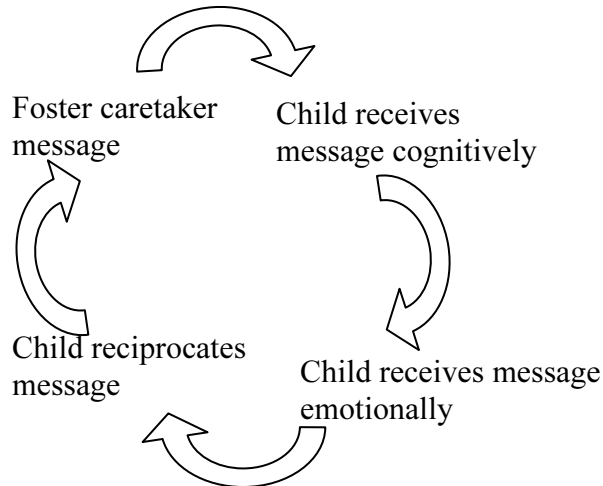 Foster caretaker
message
Child receives
message cognitively
Child receives message
emotionally
Child reciprocates
message